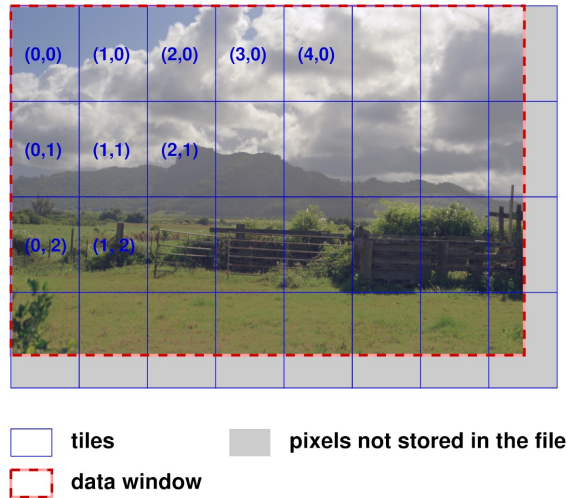 (0,0) (1,0) (2,0) (3,0) (4,0)
(0,1) (1,1) (2,1)
(0, 2) (1, 2)
tiles
pixels not stored in the file
data window